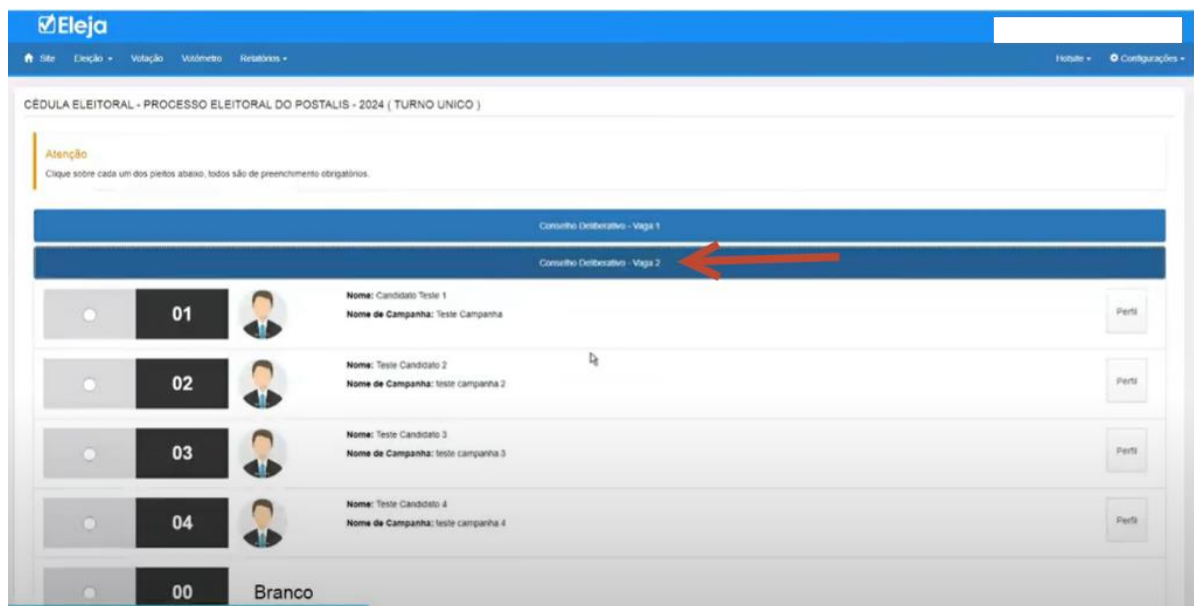 Eleja
Site Eleição Votação Votômetro Relatórios Hotsite Configurações
CÉDULA ELEITORAL - PROCESSO ELEITORAL DO POSTALIS - 2024 ( TURNO UNICO )
Atenção
Clique sobre cada um dos pleitos abaixo, todos são de preenchimento obrigatórios.
Conselho Deliberativo - Vaga 1
Conselho Deliberativo - Vaga 2
01 Nome: Candidato Teste 1 Perfil
Nome de Campanha: Teste Campanha
02 Nome: Teste Candidato 2 Perfil
Nome de Campanha: teste campanha 2
03 Nome: Teste Candidato 3 Perfil
Nome de Campanha: teste campanha 3
04 Nome: Teste Candidato 4 Perfil
Nome de Campanha: teste campanha 4
00 Branco